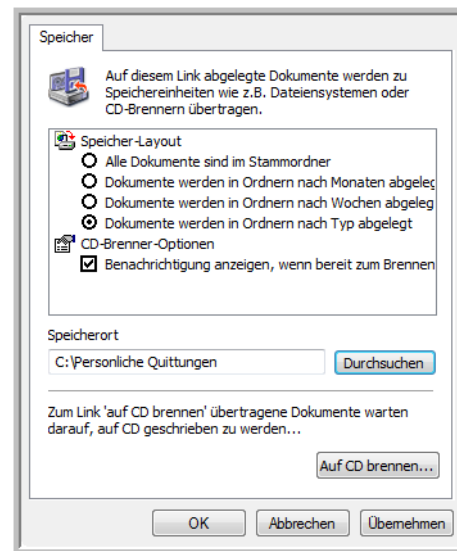 Speicher
Auf diesem Link abgelegte Dokumente werden zu
Speichereinheiten wie z.B. Dateiensystemen oder
CD-Brennern übertragen.
Speicher-Layout
Alle Dokumente sind im Stammordner
Dokumente werden in Ordnern nach Monaten abgeleg
Dokumente werden in Ordnern nach Wochen abgeleg
Dokumente werden in Ordnern nach Typ abgelegt
CD-Brenner-Optionen
Benachrichtigung anzeigen, wenn bereit zum Brennen
Speicherort
C:\Personliche Quittungen Durchsuchen
Zum Link 'auf CD brennen' übertragene Dokumente warten
darauf, auf CD geschrieben zu werden...
Auf CD brennen...
OK Abbrechen Übernehmen